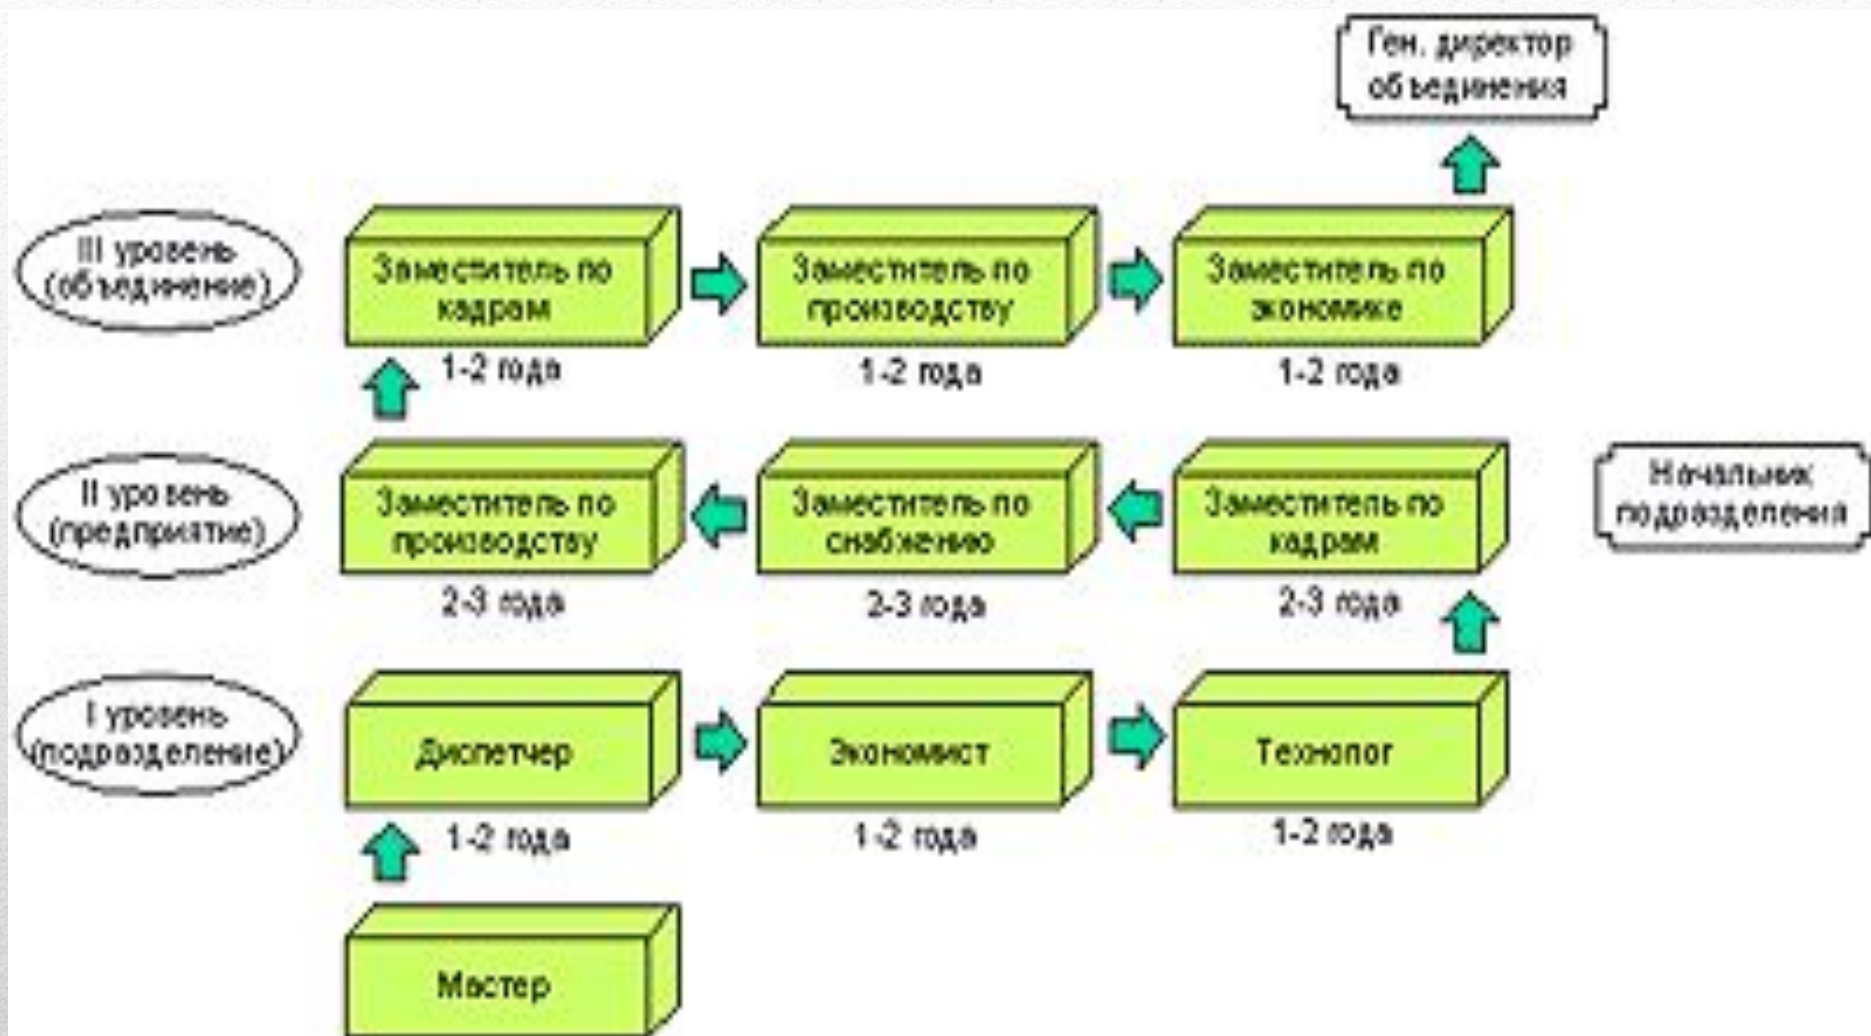 Ген. директор
объединения
III уровень
(объединение)
Заместитель по
кадрам
Заместитель по
производству
Заместитель по
экономике
1-2 года
1-2 года
1-2 года
II уровень
(предприятие)
Заместитель по
производству
Заместитель по
снабжению
Заместитель по
кадрам
Начальник
подразделения
2-3 года
2-3 года
2-3 года
I уровень
(подразделение)
Диспетчер
Экономист
Технолог
1-2 года
1-2 года
1-2 года
Мастер